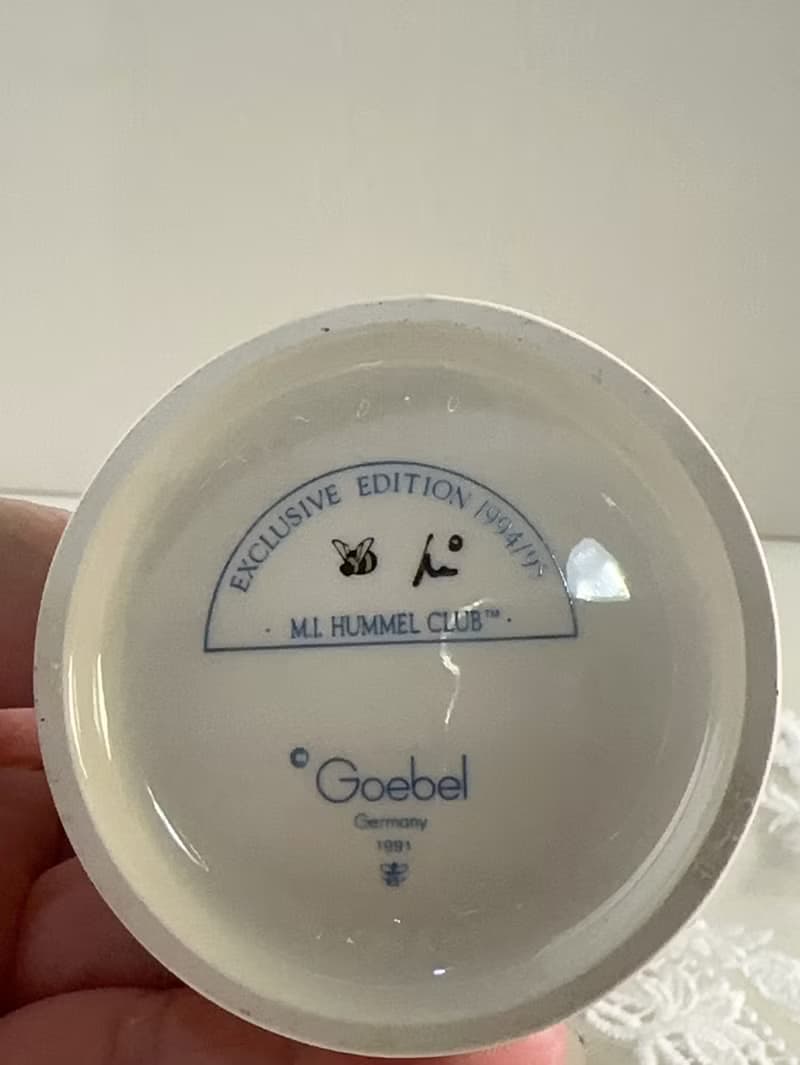 EXCLUSIVE EDITION 1994/95
· M.I. HUMMEL CLUB™ ·
© Goebel
Germany
1991